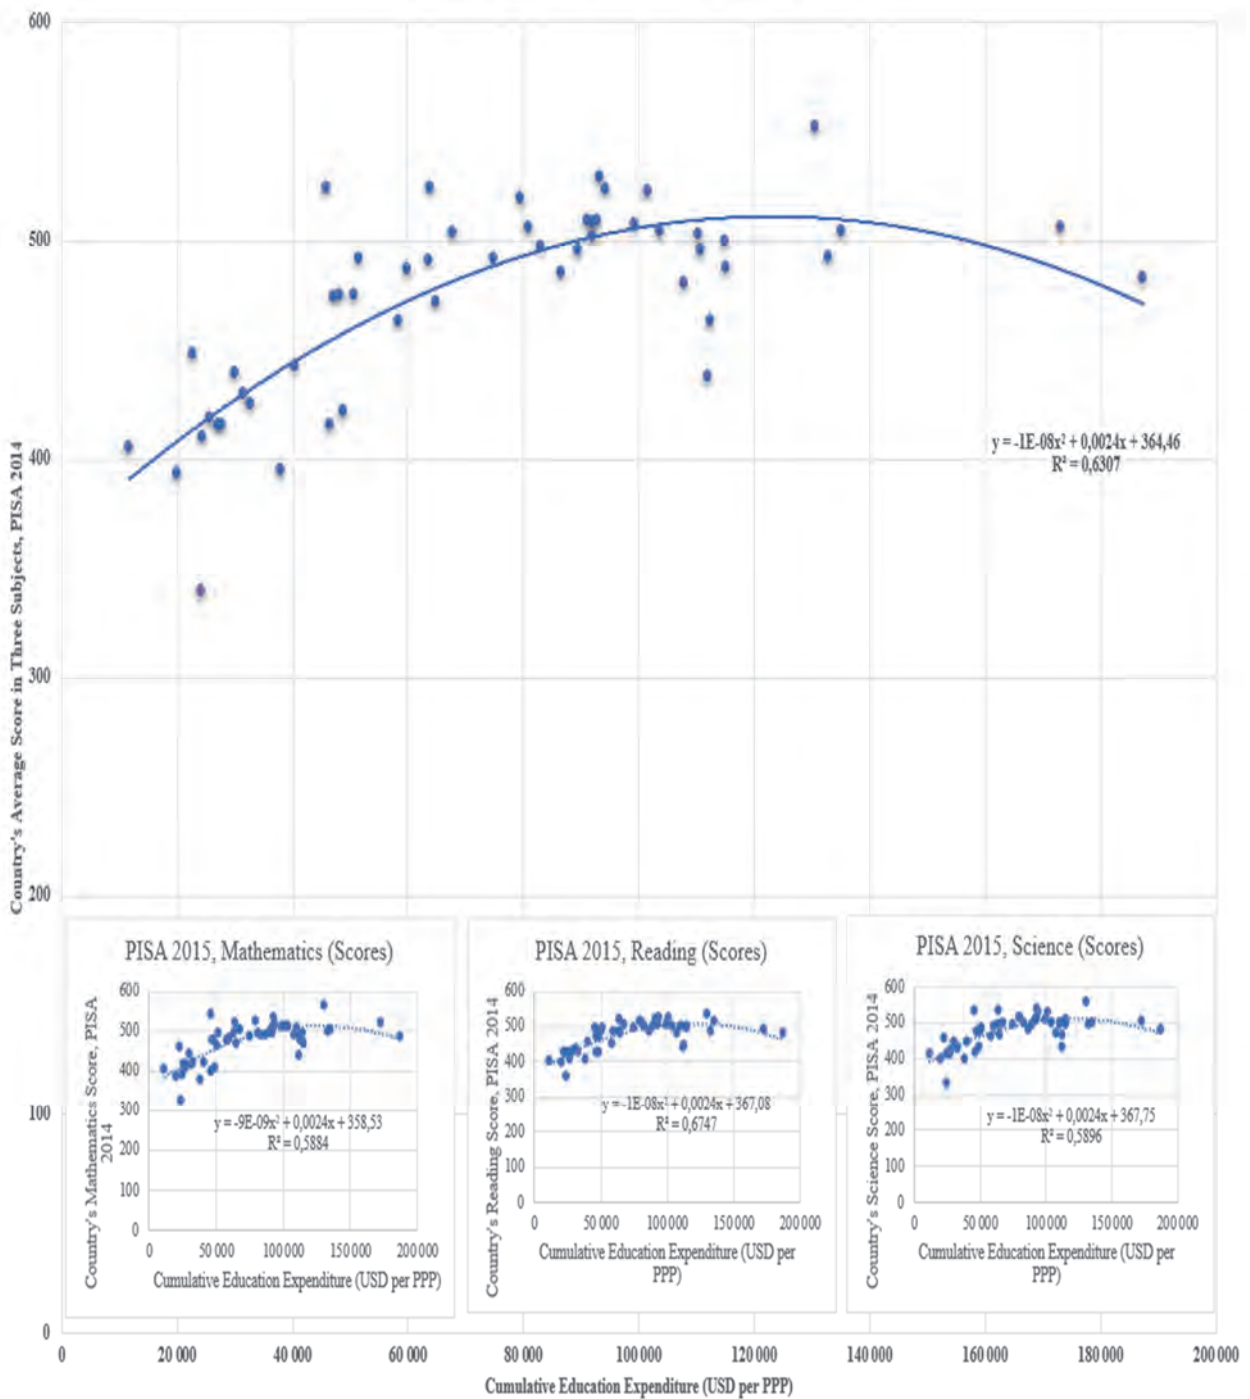 600
500
400
300
200
100
0
Country's Average Score in Three Subjects, PISA 2014
y = -1E-08x² + 0,0024x + 364,46
R² = 0,6307
PISA 2015, Mathematics (Scores)
600
500
400
300
200
100
0
Country's Mathematics Score, PISA
2014
y = -9E-09x² + 0,0024x + 358,53
R² = 0,5884
0 50 000 100 000 150 000 200 000
Cumulative Education Expenditure (USD per PPP)
PISA 2015, Reading (Scores)
600
500
400
300
200
100
0
Country's Reading Score, PISA 2014
y = -1E-08x² + 0,0024x + 367,08
R² = 0,6747
0 50 000 100 000 150 000 200 000
Cumulative Education Expenditure (USD per
PPP)
PISA 2015, Science (Scores)
600
500
400
300
200
100
0
Country's Science Score, PISA 2014
y = -1E-08x² + 0,0024x + 367,75
R² = 0,5896
0 50 000 100 000 150 000 200 000
Cumulative Education Expenditure (USD per
PPP)
0 20 000 40 000 60 000 80 000 100 000 120 000 140 000 160 000 180 000 200 000
Cumulative Education Expenditure (USD per PPP)